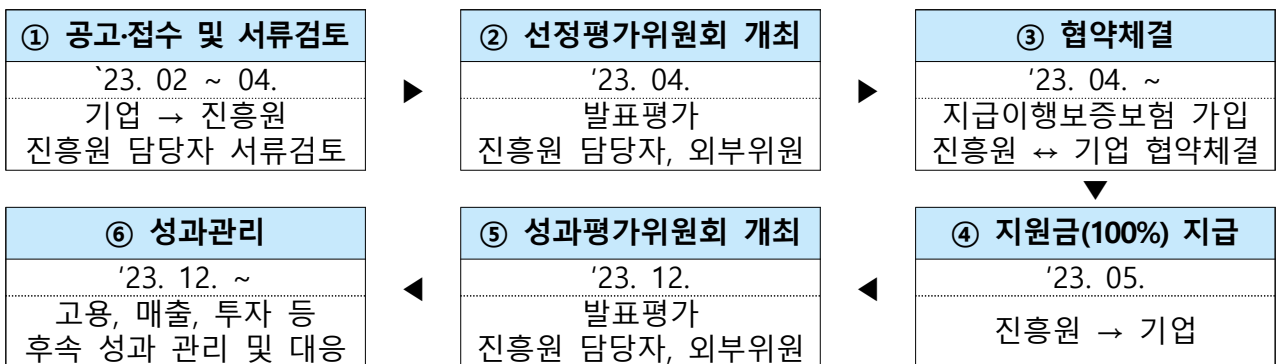 ① 공고·접수 및 서류검토
`23. 02 ~ 04.
기업 → 진흥원
진흥원 담당자 서류검토
▶
② 선정평가위원회 개최
'23. 04.
발표평가
진흥원 담당자, 외부위원
▶
③ 협약체결
'23. 04. ~
지급이행보증보험 가입
진흥원 ↔ 기업 협약체결
▼
④ 지원금(100%) 지급
'23. 05.
진흥원 → 기업
◀
⑤ 성과평가위원회 개최
'23. 12.
발표평가
진흥원 담당자, 외부위원
◀
⑥ 성과관리
'23. 12. ~
고용, 매출, 투자 등
후속 성과 관리 및 대응